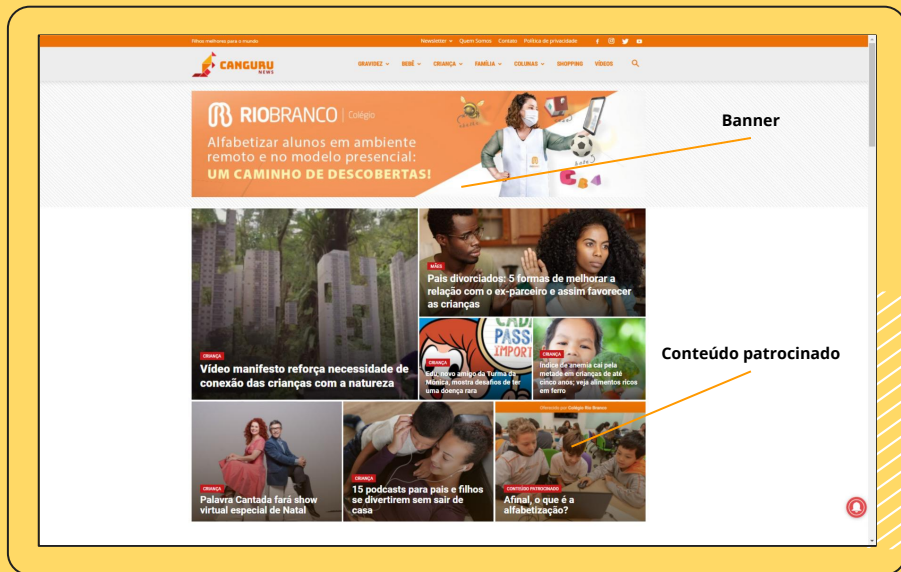 Filhos melhores para o mundo
Newsletter Quem Somos Contato Política de privacidade
CANGURU
NEWS
GRAVIDEZ BEBÊ CRIANÇA FAMÍLIA COLUNAS SHOPPING VÍDEOS
RIOBRANCO | Colégio
Alfabetizar alunos em ambiente
remoto e no modelo presencial:
UM CAMINHO DE DESCOBERTAS!
Banner
MÃES
Pais divorciados: 5 formas de melhorar a
relação com o ex-parceiro e assim favorecer
as crianças
CRIANÇA
Vídeo manifesto reforça necessidade de
conexão das crianças com a natureza
PASS
IMPORT
CRIANÇA
Edu, novo amigo da Turma da
Mônica, mostra desafios de ter
uma doença rara
CRIANÇA
Índice de anemia cai pela
metade em crianças de até
cinco anos; veja alimentos ricos
em ferro
Conteúdo patrocinado
CRIANÇA
Palavra Cantada fará show
virtual especial de Natal
CRIANÇA
15 podcasts para pais e filhos
se divertirem sem sair de
casa
Oferecido por Colégio Rio Branco
CONTEÚDO PATROCINADO
Afinal, o que é a
alfabetização?